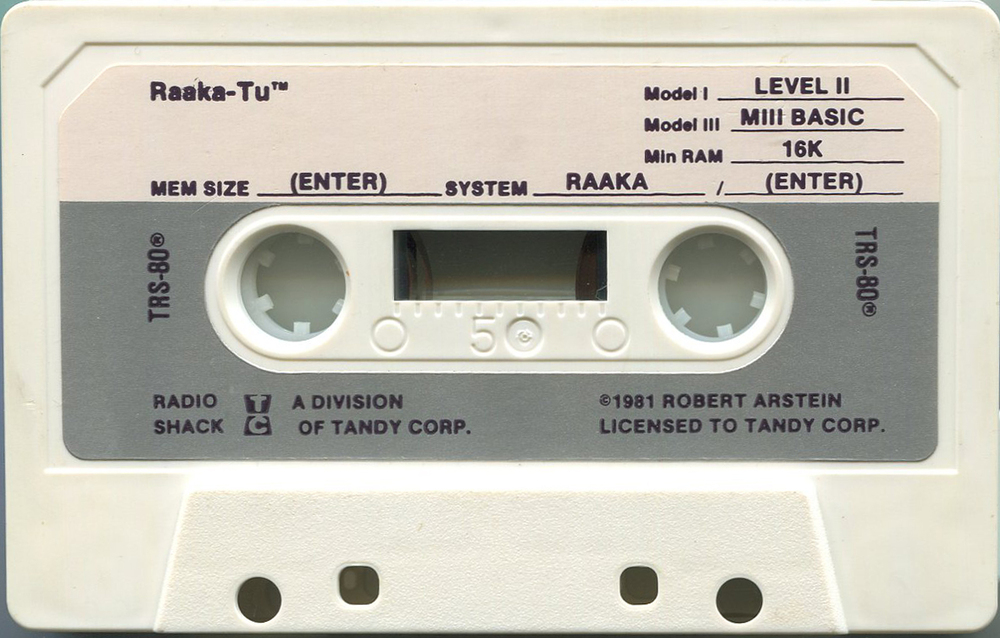 Raaka-Tu™
Model I LEVEL II
Model III MIII BASIC
Min RAM 16K
MEM SIZE (ENTER) SYSTEM RAAKA / (ENTER)
TRS-80®
TRS-80®
50
RADIO SHACK
TC
A DIVISION OF TANDY CORP.
©1981 ROBERT ARSTEIN
LICENSED TO TANDY CORP.